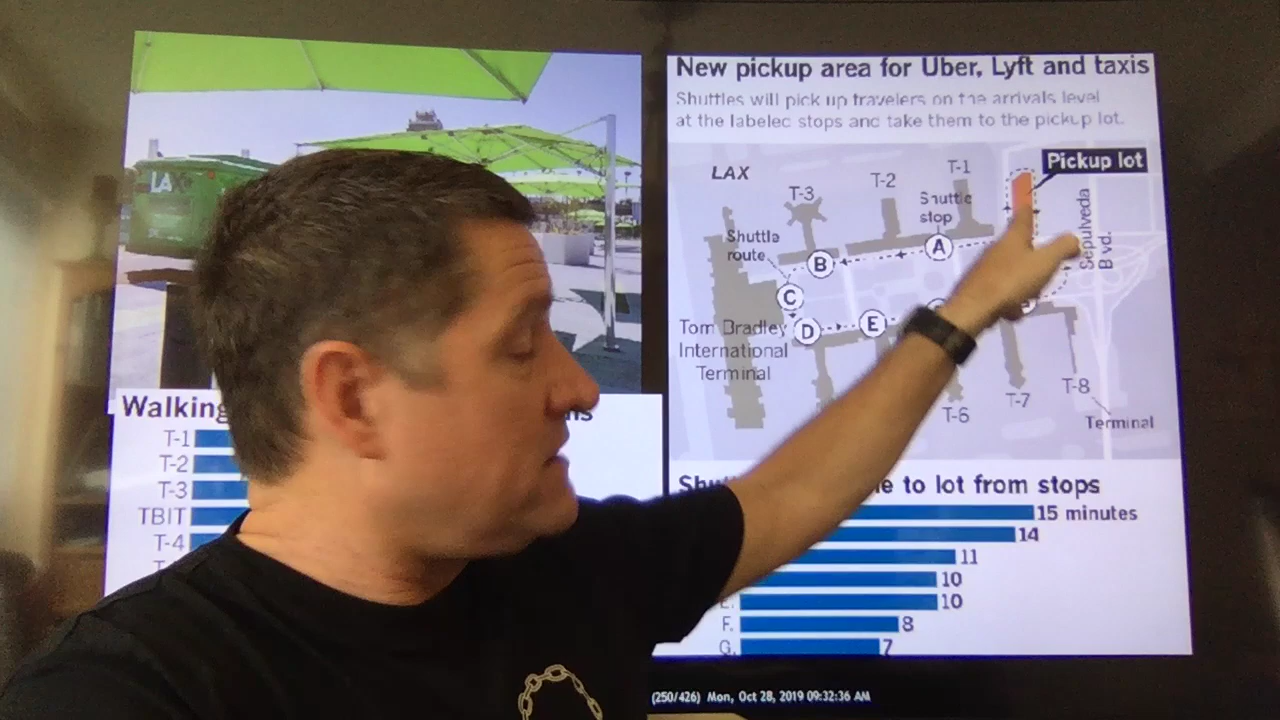 New pickup area for Uber, Lyft and taxis
Shuttles will pick up travelers on the arrivals level
at the labeled stops and take them to the pickup lot.
LAX
T-3
T-2
T-1
Pickup lot
Shuttle
stop
Shuttle
route
Sepulveda
Blvd.
A
B
C
D
E
Tom Bradley
International
Terminal
T-6
T-7
T-8
Terminal
LAX
Walking
T-1
T-2
T-3
TBIT
T-4
to lot from stops
15 minutes
14
11
10
E. 10
F. 8
G. 7
(250/426) Mon, Oct 28, 2019 09:32:36 AM